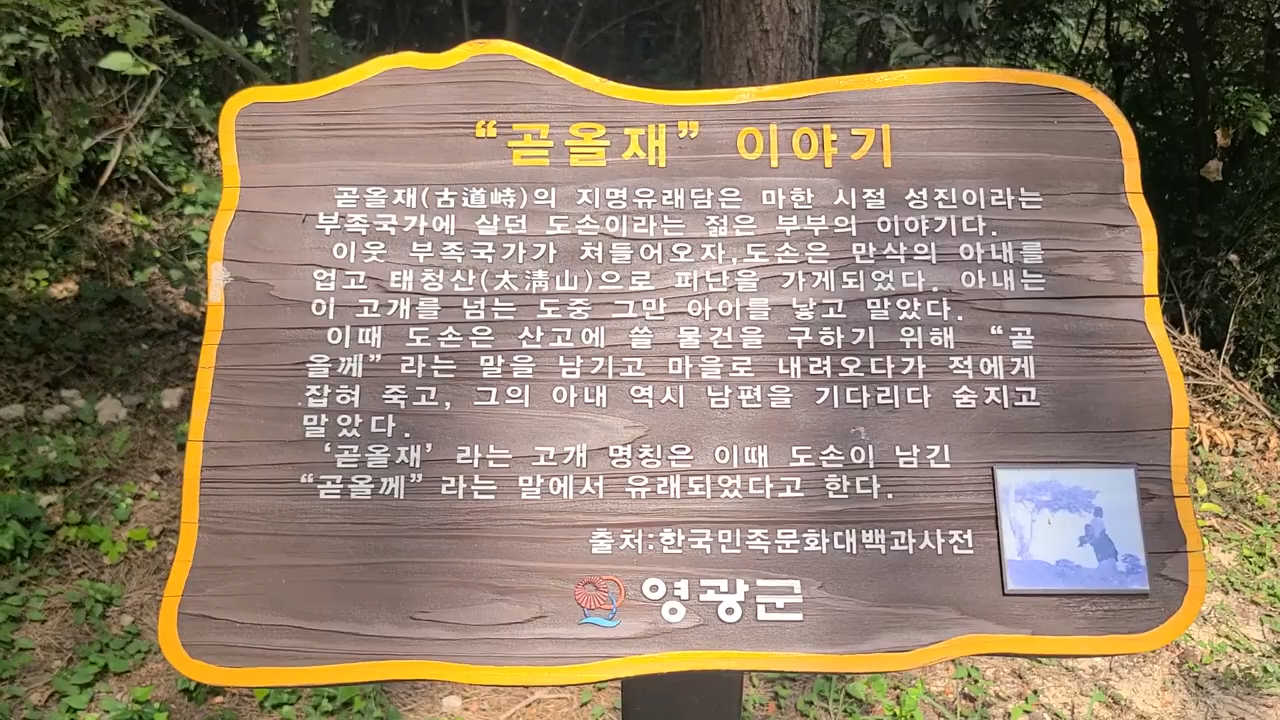 “곧올재” 이야기
곧올재(古道峙)의 지명유래담은 마한 시절 성진이라는
부족국가에 살던 도손이라는 젊은 부부의 이야기다.
이웃 부족국가가 쳐들어오자,도손은 만삭의 아내를
업고 태청산(太淸山)으로 피난을 가게되었다. 아내는
이 고개를 넘는 도중 그만 아이를 낳고 말았다.
이때 도손은 산고에 쓸 물건을 구하기 위해 “곧
올께” 라는 말을 남기고 마을로 내려오다가 적에게
잡혀 죽고, 그의 아내 역시 남편을 기다리다 숨지고
말았다.
‘곧올재’ 라는 고개 명칭은 이때 도손이 남긴
“곧올께” 라는 말에서 유래되었다고 한다.
출처:한국민족문화대백과사전
영광군